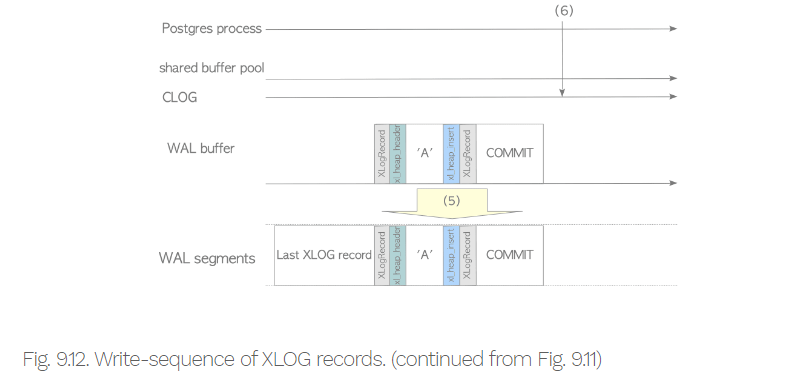 (6)
Postgres process
shared buffer pool
CLOG
WAL buffer
XLogRecord
xl_heap_header
'A'
xl_heap_insert
XLogRecord
COMMIT
(5)
WAL segments
Last XLOG record
XLogRecord
xl_heap_header
'A'
xl_heap_insert
XLogRecord
COMMIT
Fig. 9.12. Write-sequence of XLOG records. (continued from Fig. 9.11)